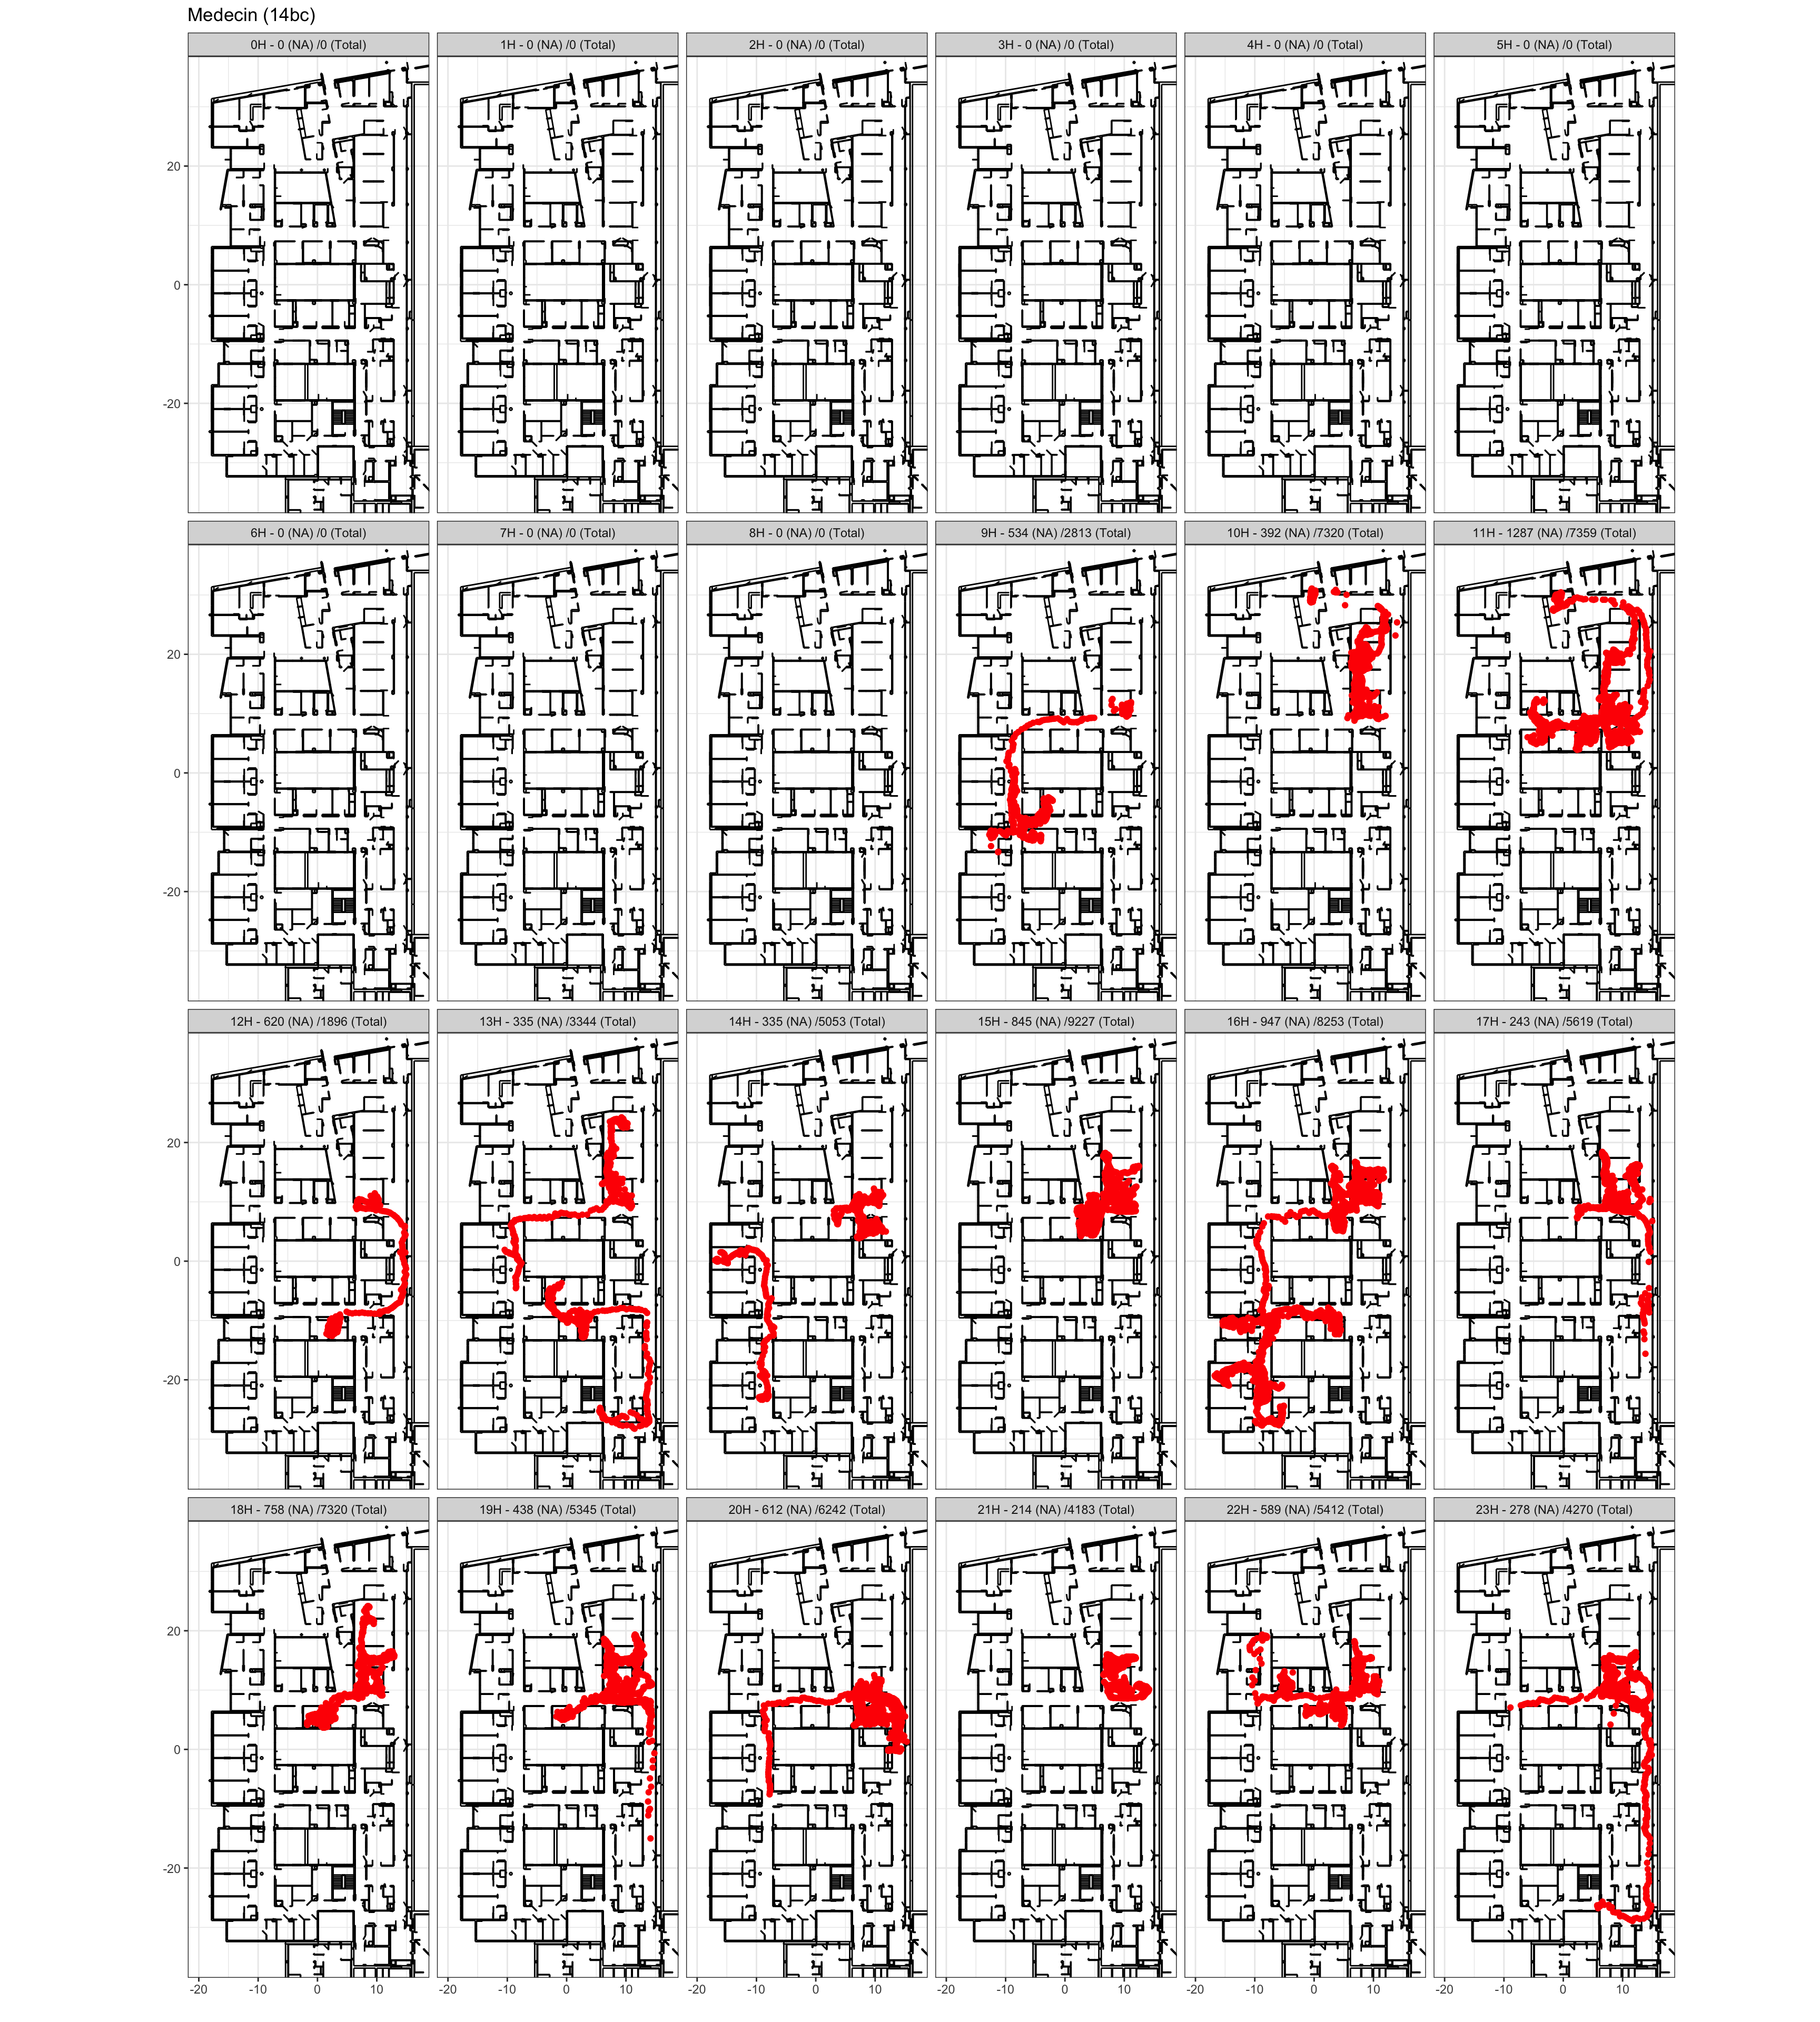 Medecin (14bc)
0H - 0 (NA) /0 (Total) 1H - 0 (NA) /0 (Total) 2H - 0 (NA) /0 (Total) 3H - 0 (NA) /0 (Total) 4H - 0 (NA) /0 (Total) 5H - 0 (NA) /0 (Total)
20
0
-20
6H - 0 (NA) /0 (Total) 7H - 0 (NA) /0 (Total) 8H - 0 (NA) /0 (Total) 9H - 534 (NA) /2813 (Total) 10H - 392 (NA) /7320 (Total) 11H - 1287 (NA) /7359 (Total)
20
0
-20
12H - 620 (NA) /1896 (Total) 13H - 335 (NA) /3344 (Total) 14H - 335 (NA) /5053 (Total) 15H - 845 (NA) /9227 (Total) 16H - 947 (NA) /8253 (Total) 17H - 243 (NA) /5619 (Total)
20
0
-20
18H - 758 (NA) /7320 (Total) 19H - 438 (NA) /5345 (Total) 20H - 612 (NA) /6242 (Total) 21H - 214 (NA) /4183 (Total) 22H - 589 (NA) /5412 (Total) 23H - 278 (NA) /4270 (Total)
20
0
-20
-20 -10 0 10 -20 -10 0 10 -20 -10 0 10 -20 -10 0 10 -20 -10 0 10 -20 -10 0 10